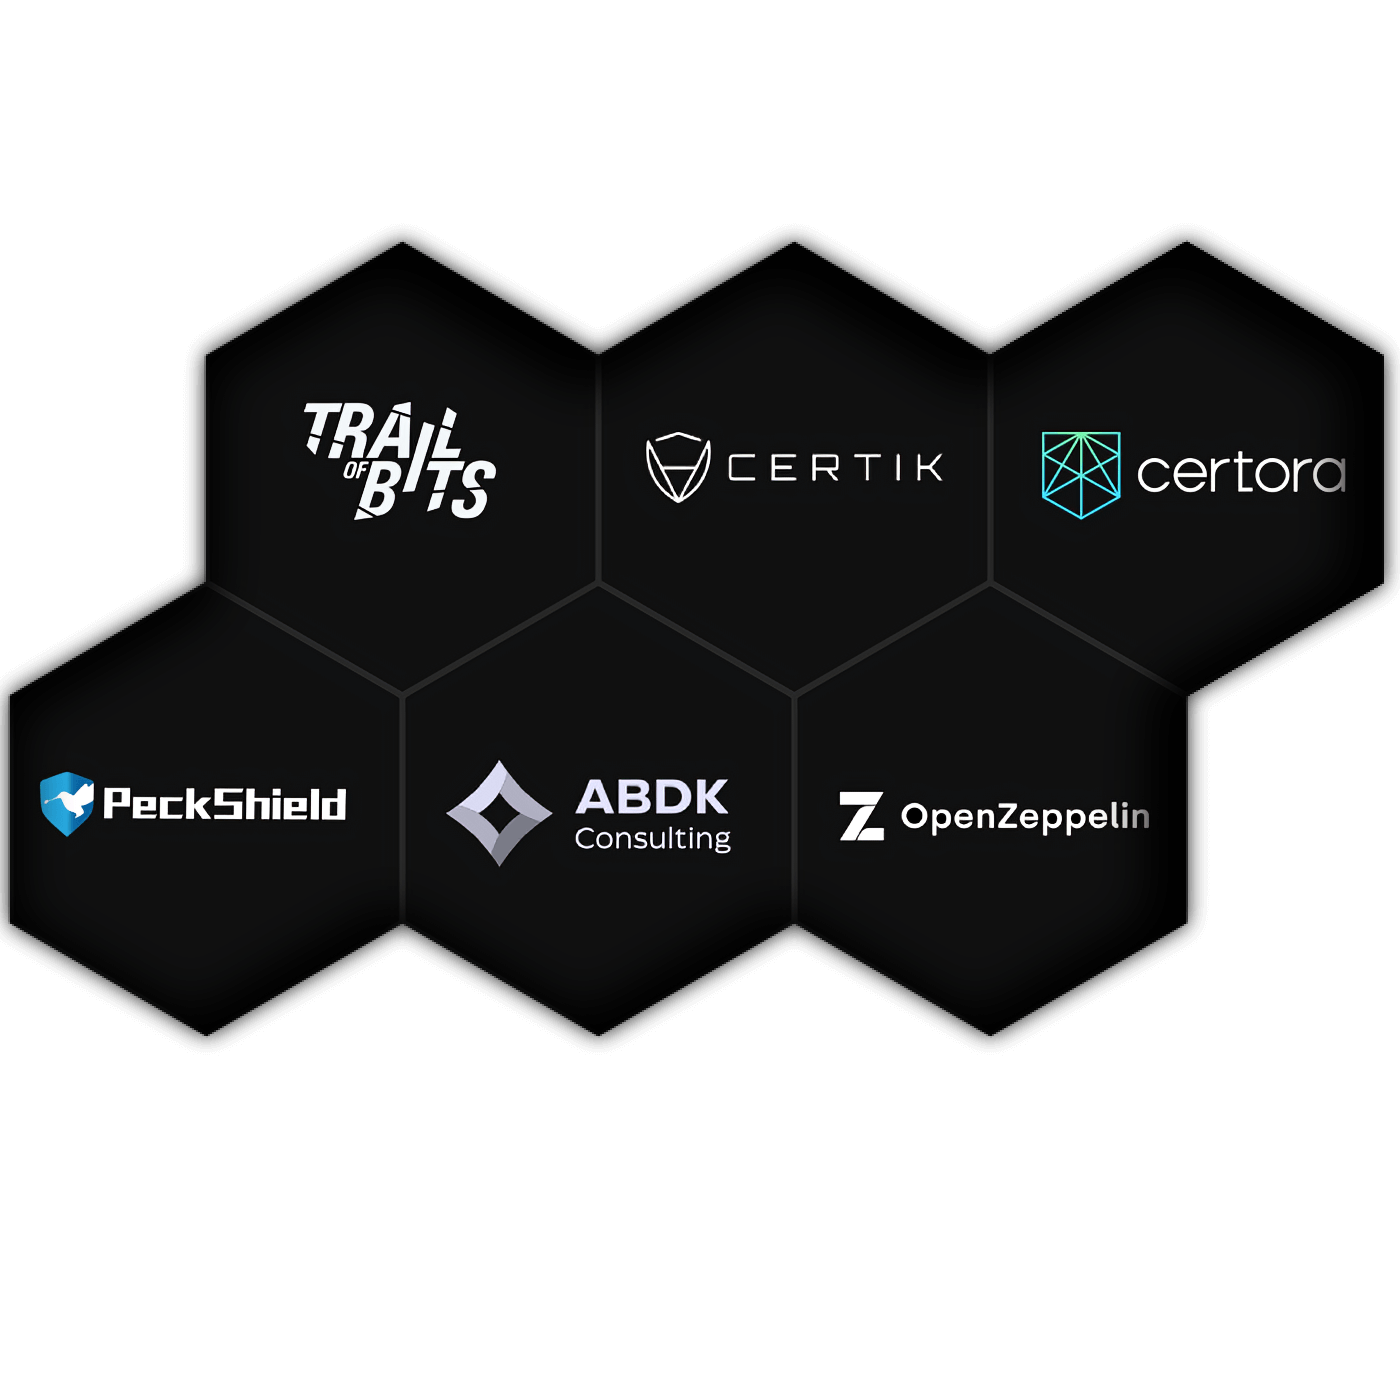 TRAIL
OF BITS
CERTIK
certora
PeckShield
ABDK
Consulting
OpenZeppelin